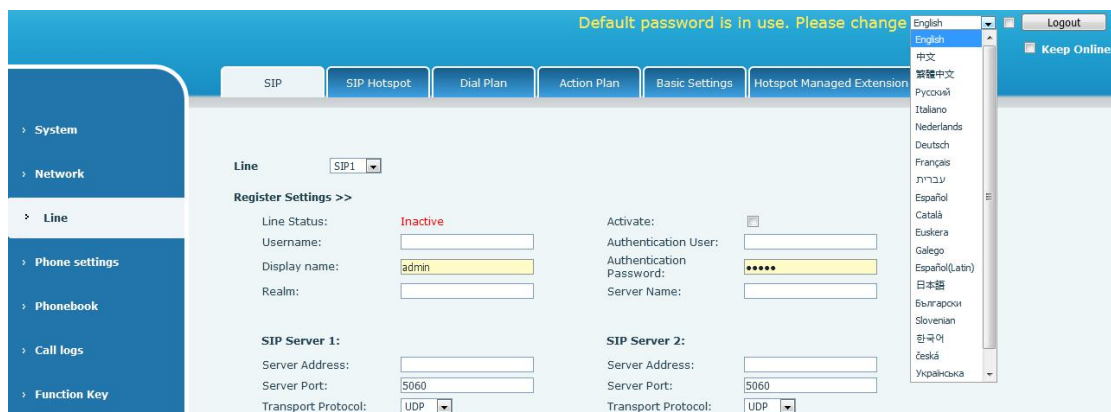 Default password is in use. Please change
English
Logout
Keep Online
English
中文
繁體中文
Русский
Italiano
Nederlands
Deutsch
Français
עברית
Español
Català
Euskera
Galego
Español(Latin)
日本語
Български
Slovenian
한국어
česká
Українська
SIP
SIP Hotspot
Dial Plan
Action Plan
Basic Settings
Hotspot Managed Extension
› System
› Network
› Line
› Phone settings
› Phonebook
› Call logs
› Function Key
Line SIP1
Register Settings >>
Line Status: Inactive
Activate:
Username:
Authentication User:
Display name: admin
Authentication
Password: •••••
Realm:
Server Name:
SIP Server 1:
SIP Server 2:
Server Address:
Server Address:
Server Port: 5060
Server Port: 5060
Transport Protocol: UDP
Transport Protocol: UDP